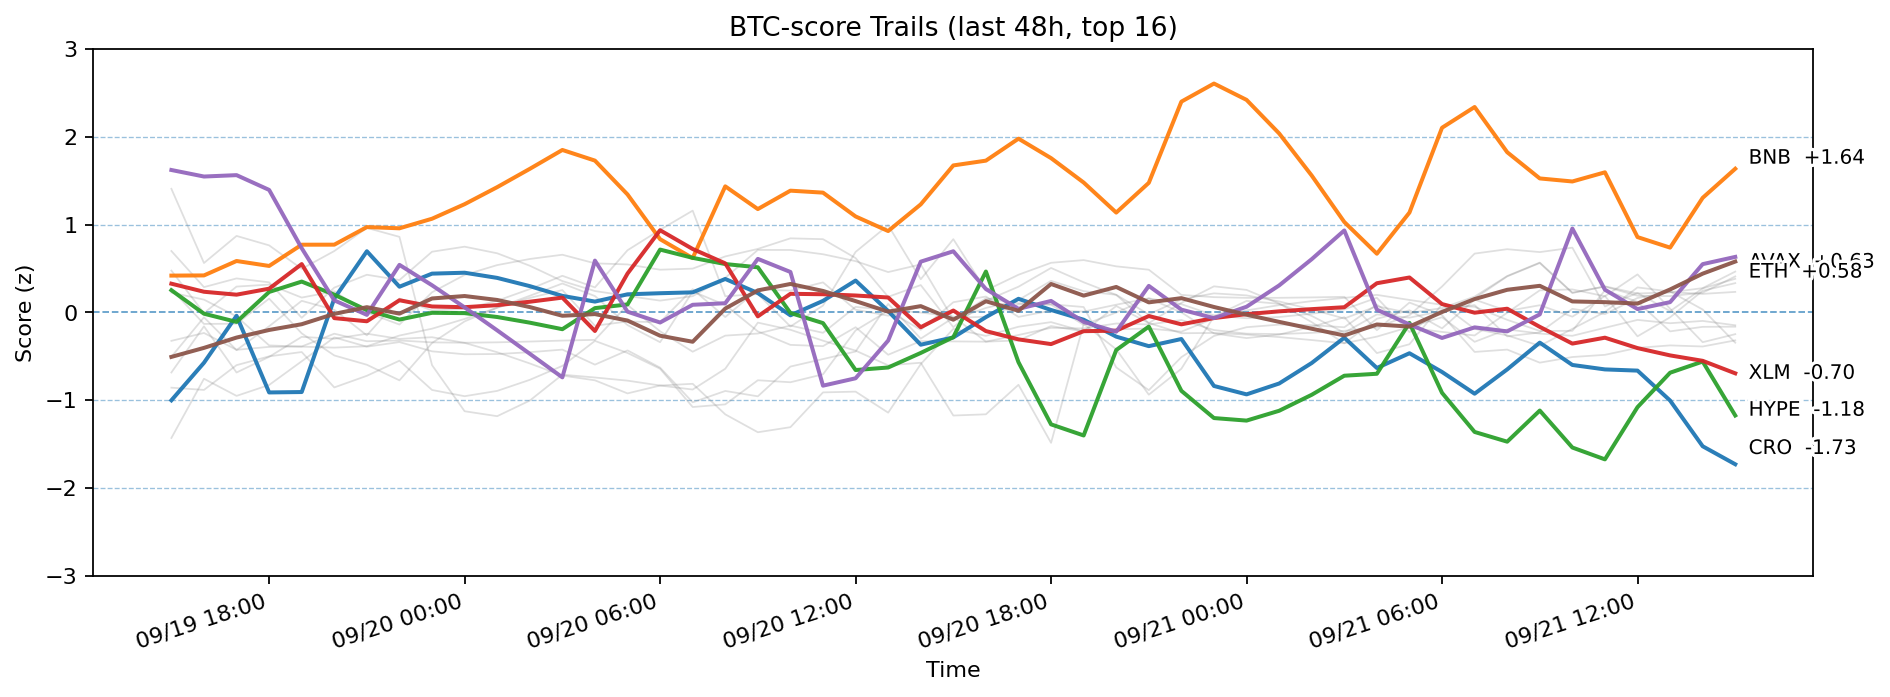 BTC-score Trails (last 48h, top 16)
Score (z)
3
2
1
0
−1
−2
−3
BNB +1.64
AVAX +0.63
ETH +0.58
XLM -0.70
HYPE -1.18
CRO -1.73
09/19 18:00
09/20 00:00
09/20 06:00
09/20 12:00
09/20 18:00
09/21 00:00
09/21 06:00
09/21 12:00
Time